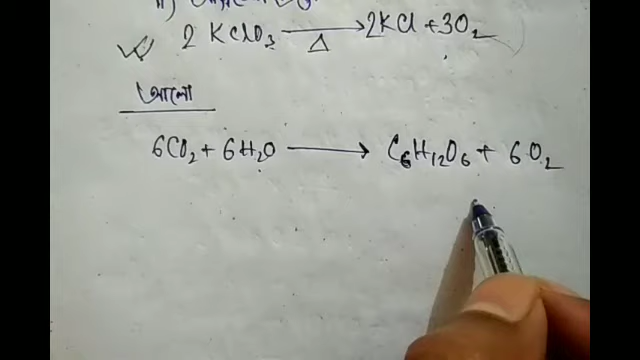 2 KClO₃ —Δ→ 2KCl + 3O₂
আলো
6CO₂ + 6H₂O ⟶ C₆H₁₂O₆ + 6O₂